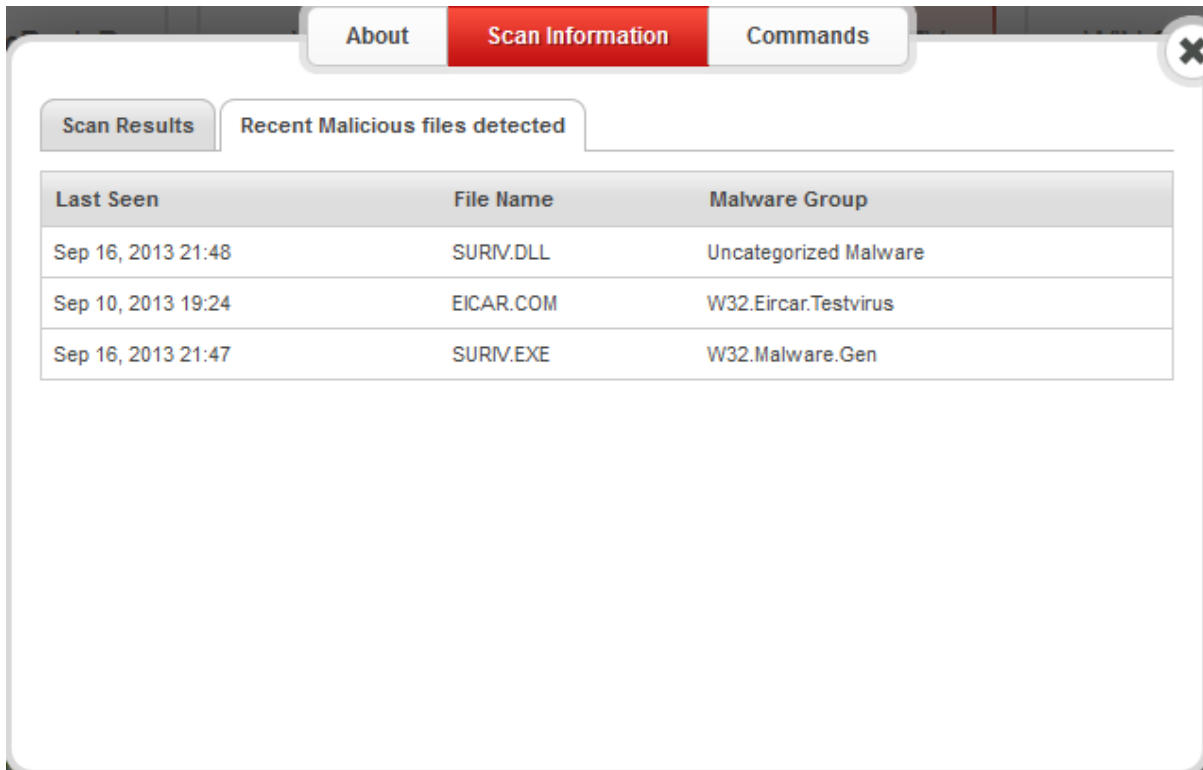 About Scan Information Commands
Scan Results Recent Malicious files detected
Last Seen File Name Malware Group
Sep 16, 2013 21:48 SURIV.DLL Uncategorized Malware
Sep 10, 2013 19:24 EICAR.COM W32.Eircar.Testvirus
Sep 16, 2013 21:47 SURIV.EXE W32.Malware.Gen